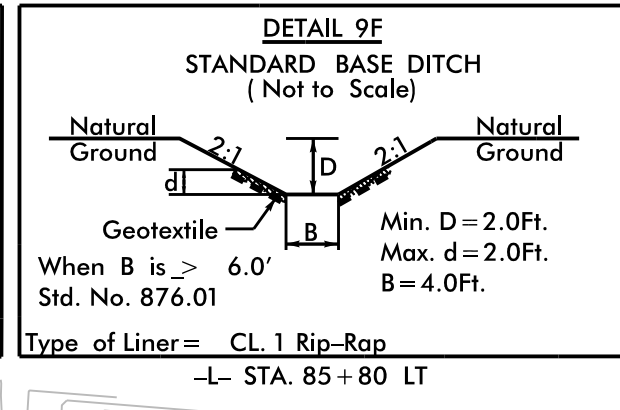 DETAIL 9F
STANDARD BASE DITCH
( Not to Scale)
Natural
Ground
2:1
D
2:1
Natural
Ground
d
Geotextile
B
Min. D = 2.0Ft.
Max. d = 2.0Ft.
B = 4.0Ft.
When B is > 6.0'
Std. No. 876.01
Type of Liner = CL. 1 Rip-Rap
-L- STA. 85 + 80 LT